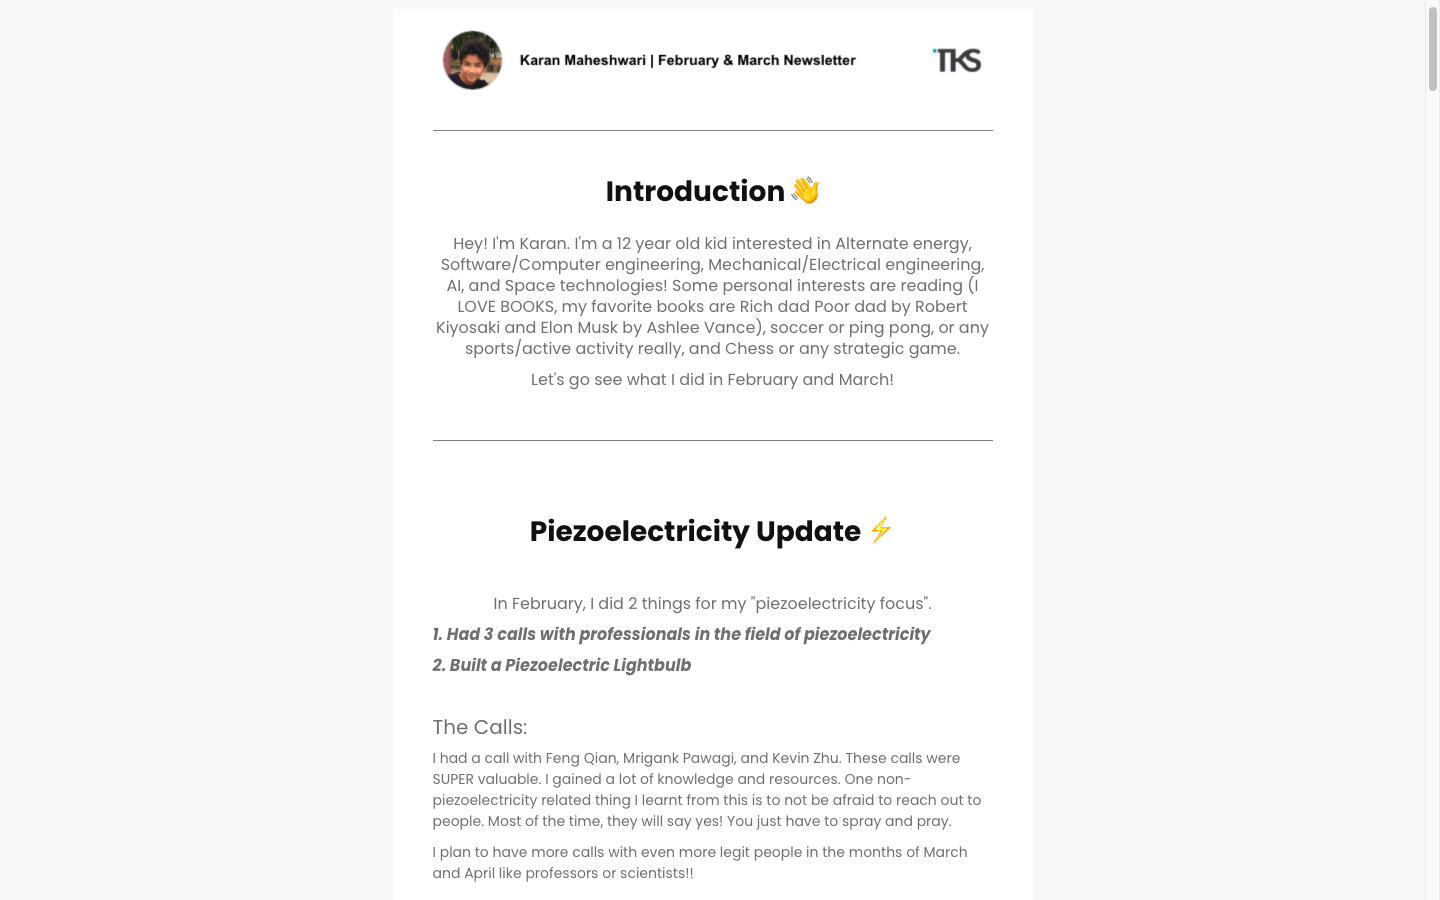 Karan Maheshwari | February & March Newsletter
TKS
Introduction 👋
Hey! I'm Karan. I'm a 12 year old kid interested in Alternate energy,
Software/Computer engineering, Mechanical/Electrical engineering,
AI, and Space technologies! Some personal interests are reading (I
LOVE BOOKS, my favorite books are Rich dad Poor dad by Robert
Kiyosaki and Elon Musk by Ashlee Vance), soccer or ping pong, or any
sports/active activity really, and Chess or any strategic game.
Let's go see what I did in February and March!
Piezoelectricity Update ⚡
In February, I did 2 things for my "piezoelectricity focus".
1. Had 3 calls with professionals in the field of piezoelectricity
2. Built a Piezoelectric Lightbulb
The Calls:
I had a call with Feng Qian, Mrigank Pawagi, and Kevin Zhu. These calls were
SUPER valuable. I gained a lot of knowledge and resources. One non-
piezoelectricity related thing I learnt from this is to not be afraid to reach out to
people. Most of the time, they will say yes! You just have to spray and pray.
I plan to have more calls with even more legit people in the months of March
and April like professors or scientists!!